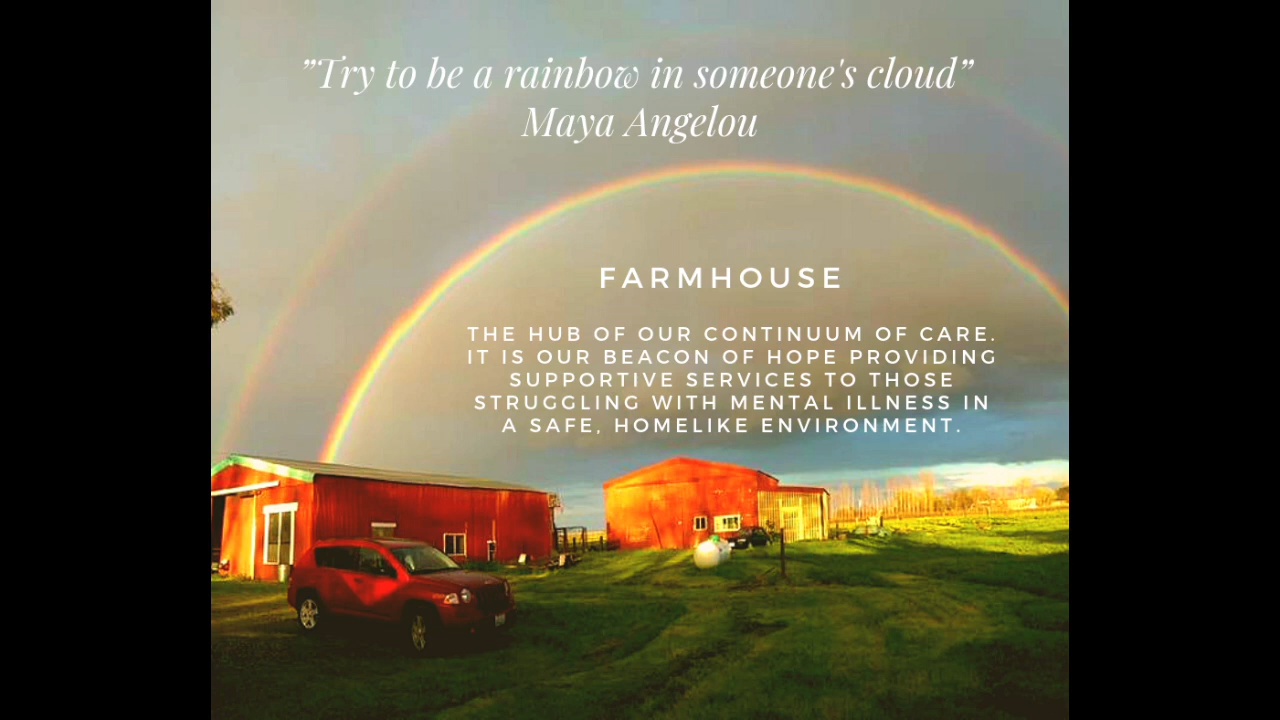 ”Try to be a rainbow in someone's cloud”
Maya Angelou
FARMHOUSE
THE HUB OF OUR CONTINUUM OF CARE.
IT IS OUR BEACON OF HOPE PROVIDING
SUPPORTIVE SERVICES TO THOSE
STRUGGLING WITH MENTAL ILLNESS IN
A SAFE, HOMELIKE ENVIRONMENT.